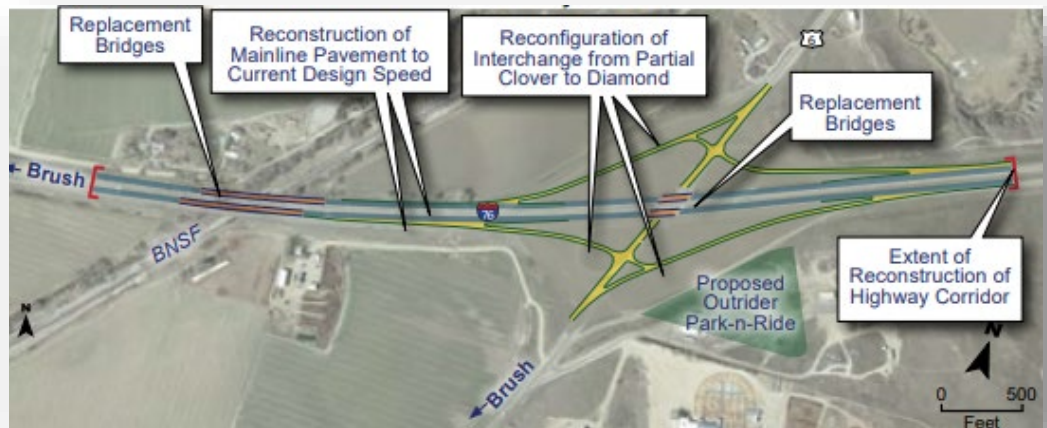 Replacement
Bridges
Reconstruction of
Mainline Pavement to
Current Design Speed
Reconfiguration of
Interchange from Partial
Clover to Diamond
6
Replacement
Bridges
← Brush
76
BNSF
Proposed
Outrider
Park-n-Ride
Extent of
Reconstruction of
Highway Corridor
N
N
←Brush
0 500
Feet